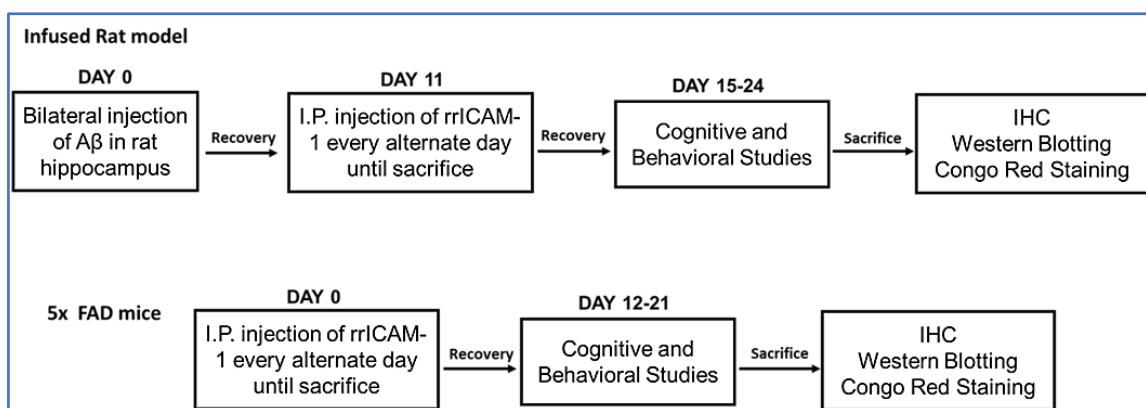 Infused Rat model
DAY 0
Bilateral injection
of Aβ in rat
hippocampus
Recovery
DAY 11
I.P. injection of rrICAM-
1 every alternate day
until sacrifice
Recovery
DAY 15-24
Cognitive and
Behavioral Studies
Sacrifice
IHC
Western Blotting
Congo Red Staining
5x FAD mice
DAY 0
I.P. injection of rrICAM-
1 every alternate day
until sacrifice
Recovery
DAY 12-21
Cognitive and
Behavioral Studies
Sacrifice
IHC
Western Blotting
Congo Red Staining